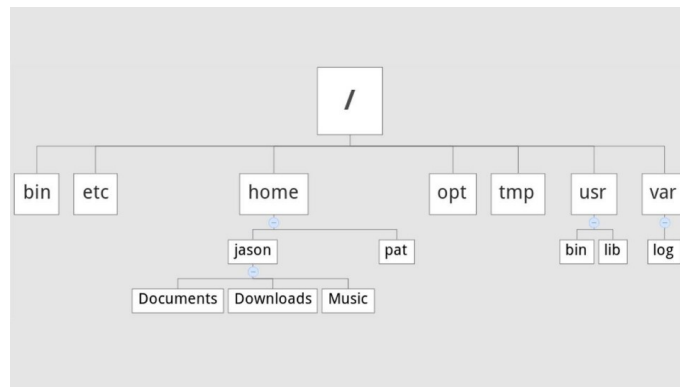 /
bin etc home opt tmp usr var
jason pat bin lib log
Documents Downloads Music